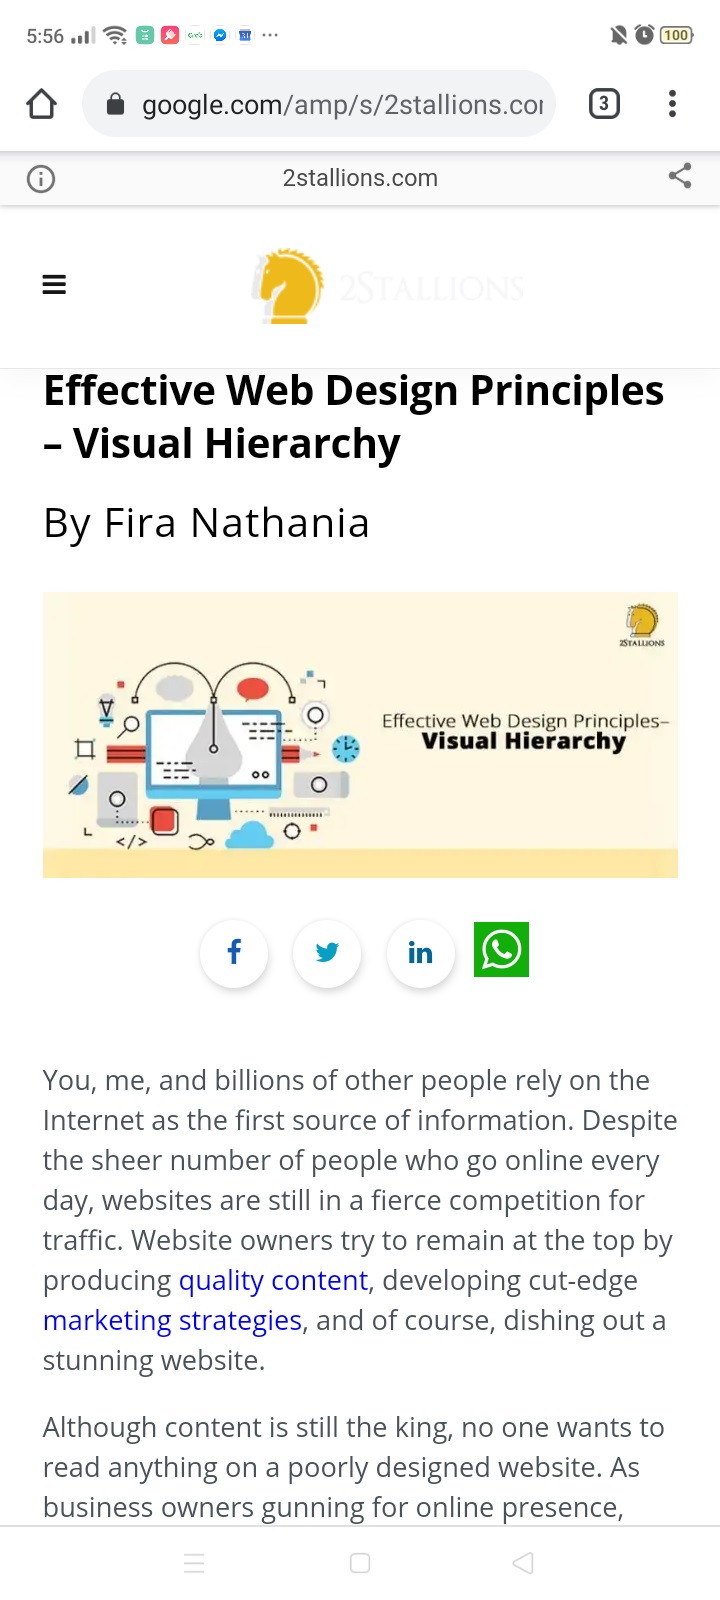 5:56
100
google.com/amp/s/2stallions.cor
3
2stallions.com
2STALLIONS
Effective Web Design Principles
– Visual Hierarchy
By Fira Nathania
2STALLIONS
Effective Web Design Principles–
Visual Hierarchy
</>
f
in
You, me, and billions of other people rely on the
Internet as the first source of information. Despite
the sheer number of people who go online every
day, websites are still in a fierce competition for
traffic. Website owners try to remain at the top by
producing quality content, developing cut-edge
marketing strategies, and of course, dishing out a
stunning website.
Although content is still the king, no one wants to
read anything on a poorly designed website. As
business owners gunning for online presence,